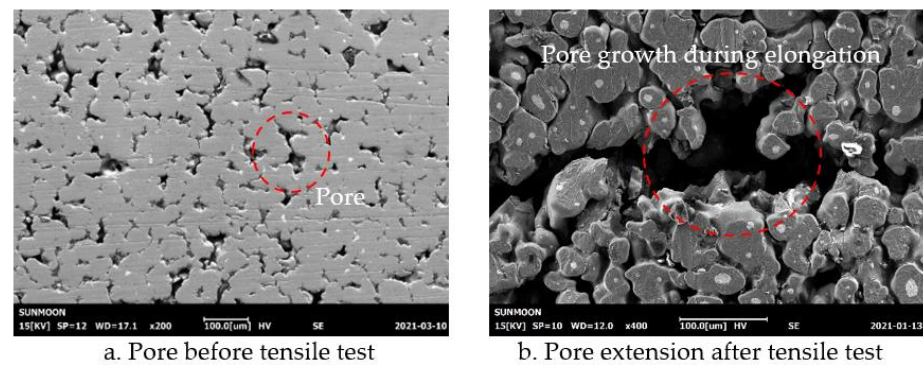 Pore
SUNMOON
15[KV] SP=12 WD=17.1 x200 100.0[um] HV SE 2021-03-10
a. Pore before tensile test
Pore growth during elongation
SUNMOON
15[KV] SP=10 WD=12.0 x400 100.0[um] HV SE 2021-01-13
b. Pore extension after tensile test